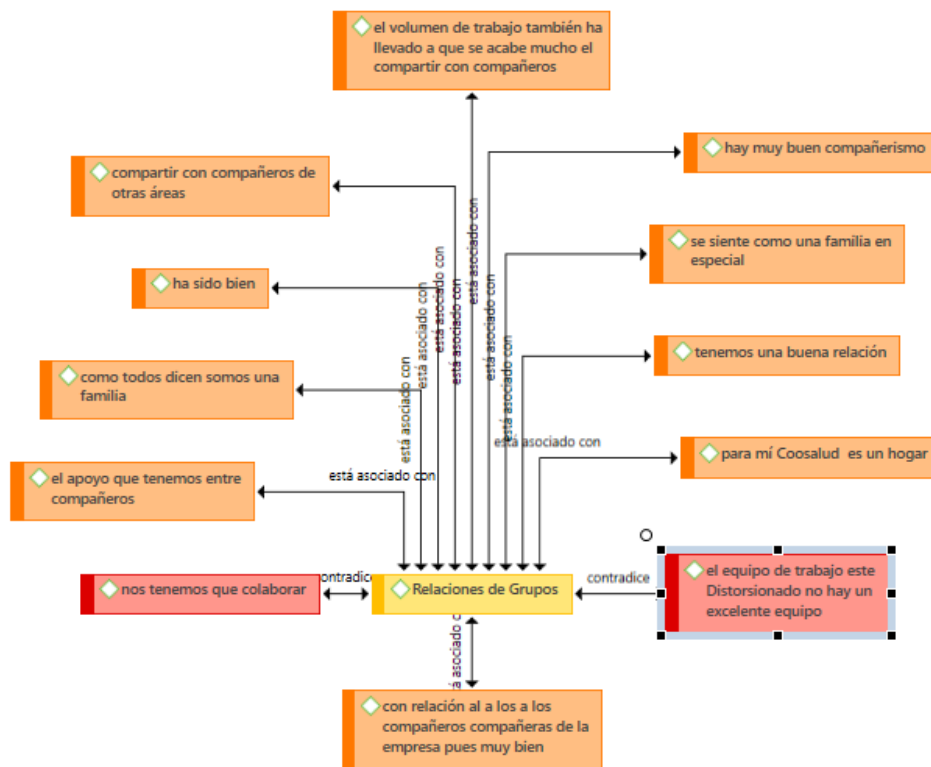 el volumen de trabajo también ha
llevado a que se acabe mucho el
compartir con compañeros
hay muy buen compañerismo
compartir con compañeros de
otras áreas
se siente como una familia en
especial
ha sido bien
tenemos una buena relación
como todos dicen somos una
familia
para mí Coosalud es un hogar
el apoyo que tenemos entre
compañeros
está asociado con
está asociado con
está asociado con
está asociado con
está asociado con
está asociado con
está asociado con
está asociado con
está asociado con
está asociado con
nos tenemos que colaborar
contradice
Relaciones de Grupos
contradice
el equipo de trabajo este
Distorsionado no hay un
excelente equipo
está asociado c
con relación al a los a los
compañeros compañeras de la
empresa pues muy bien